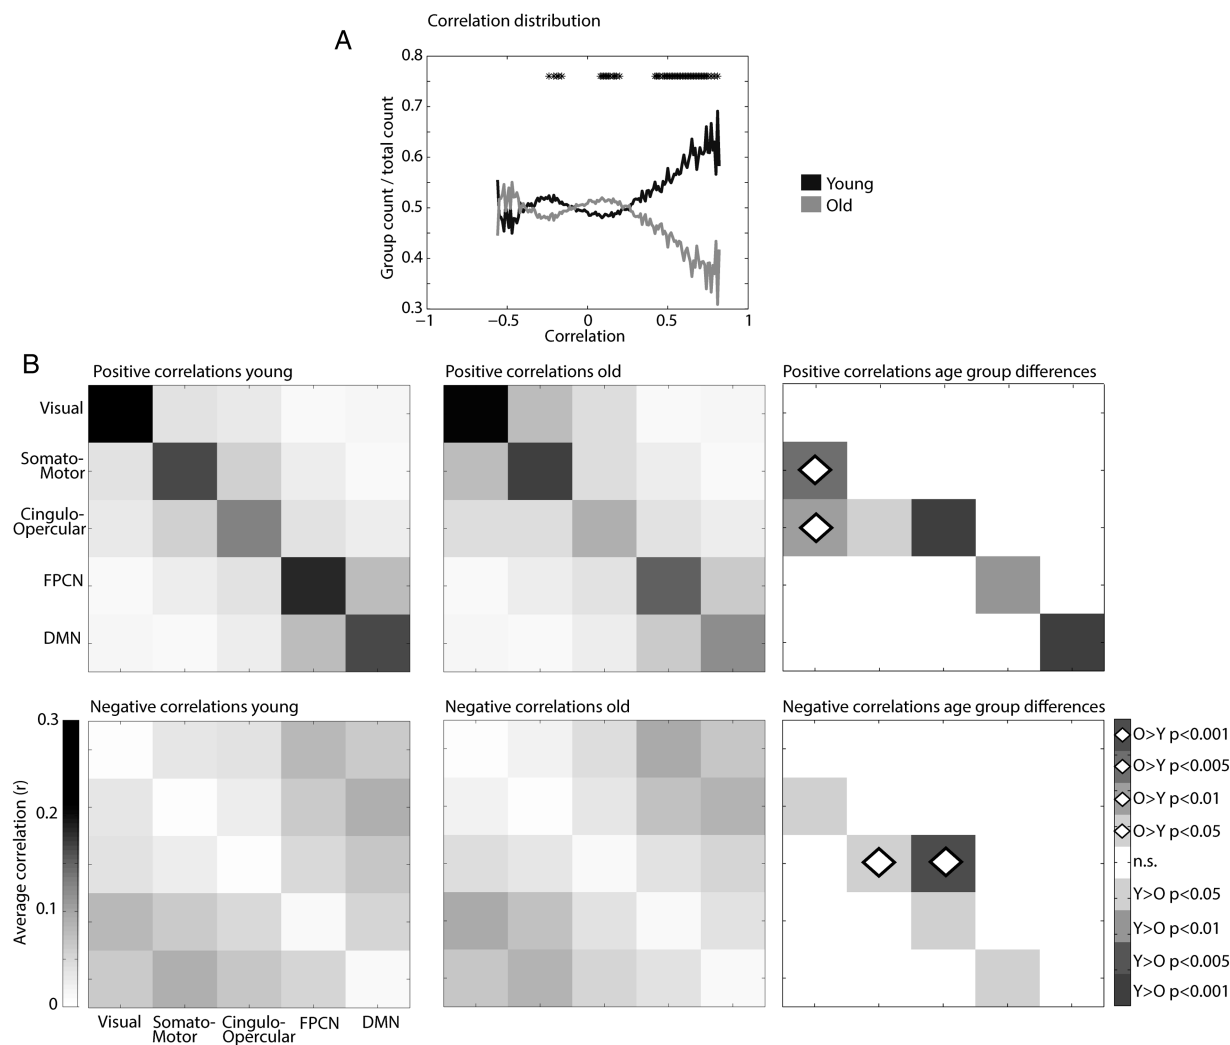 Correlation distribution
A
0.8
0.7
0.6
0.5
0.4
0.3
Group count / total count
−1
−0.5
0
0.5
1
Correlation
Young
Old
B
Positive correlations young
Positive correlations old
Positive correlations age group differences
Visual
Somato-
Motor
Cingulo-
Opercular
FPCN
DMN
Negative correlations young
Negative correlations old
Negative correlations age group differences
0.3
0.2
0.1
0
Average correlation (r)
O>Y p<0.001
O>Y p<0.005
O>Y p<0.01
O>Y p<0.05
n.s.
Y>O p<0.05
Y>O p<0.01
Y>O p<0.005
Y>O p<0.001
Visual
Somato-
Motor
Cingulo-
Opercular
FPCN
DMN